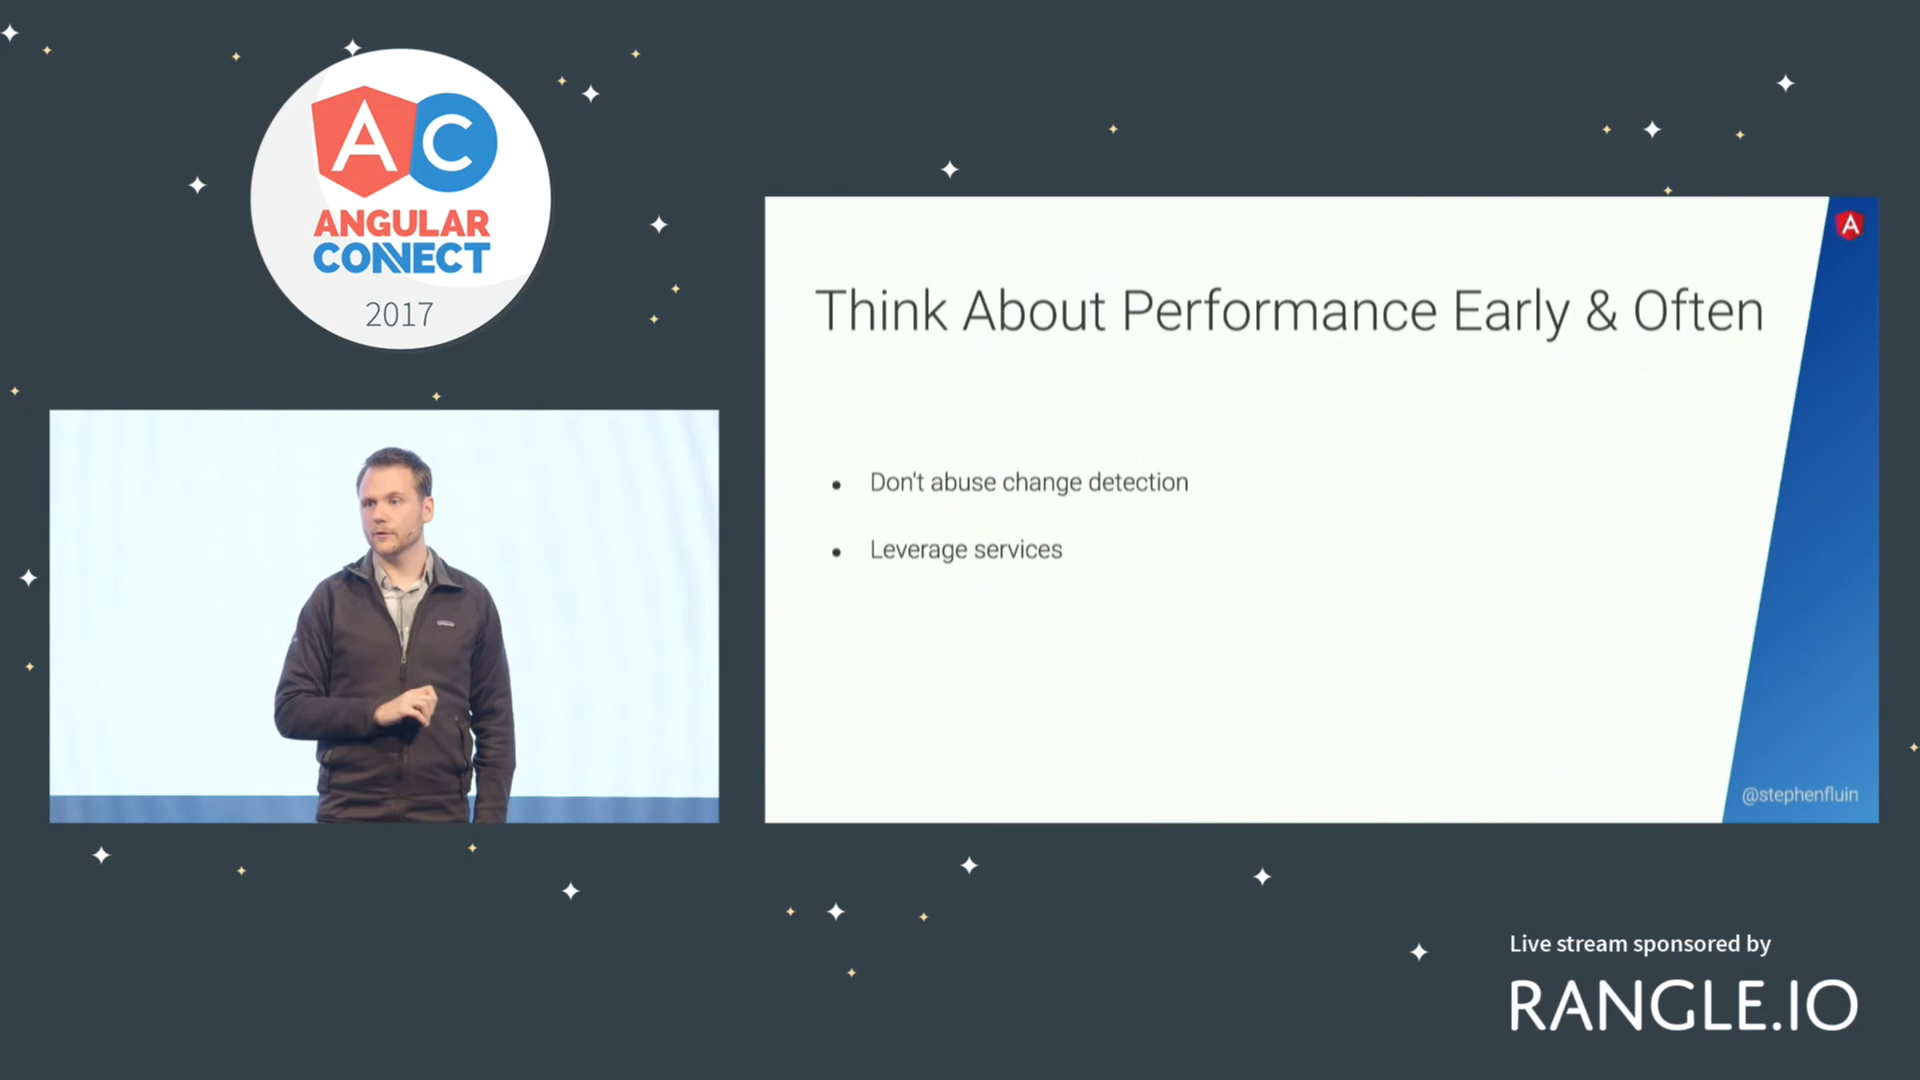 AC
ANGULAR
CONNECT
2017
A
Think About Performance Early & Often
• Don't abuse change detection
• Leverage services
@stephenfluin
Live stream sponsored by
RANGLE.IO